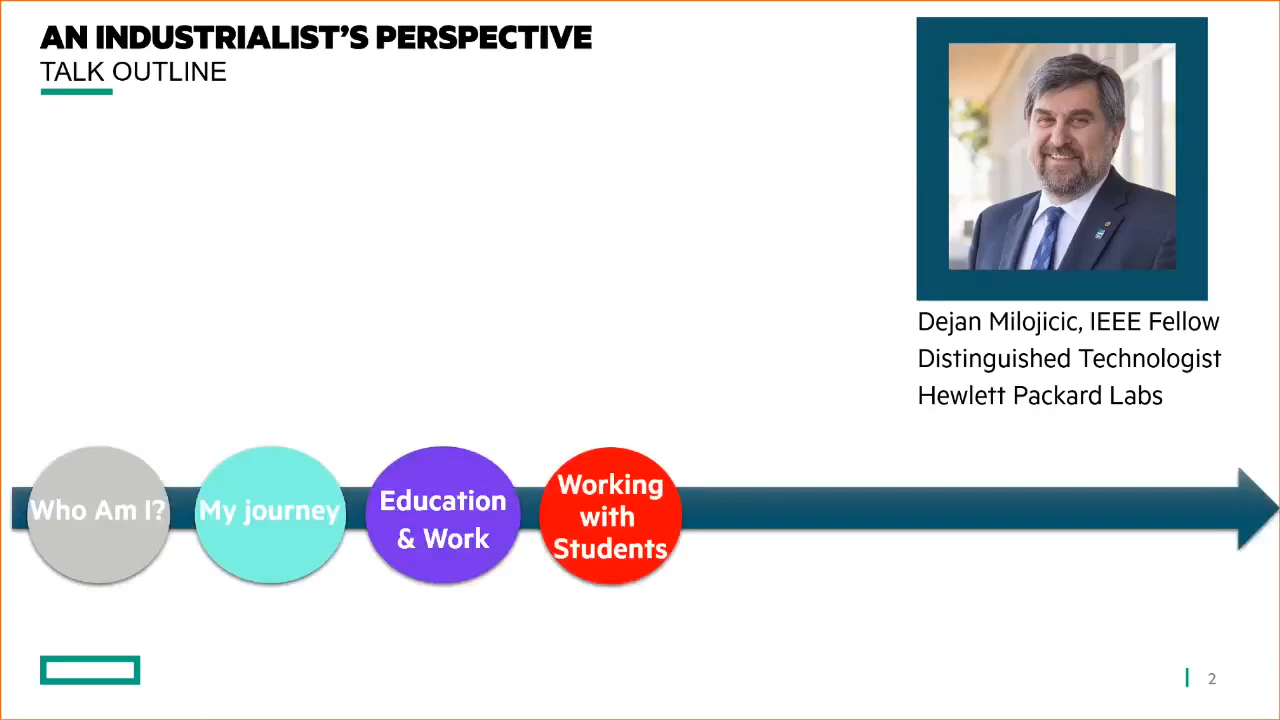 AN INDUSTRIALIST'S PERSPECTIVE
TALK OUTLINE
Dejan Milojicic, IEEE Fellow
Distinguished Technologist
Hewlett Packard Labs
Who Am I?
My journey
Education
& Work
Working
with
Students
2